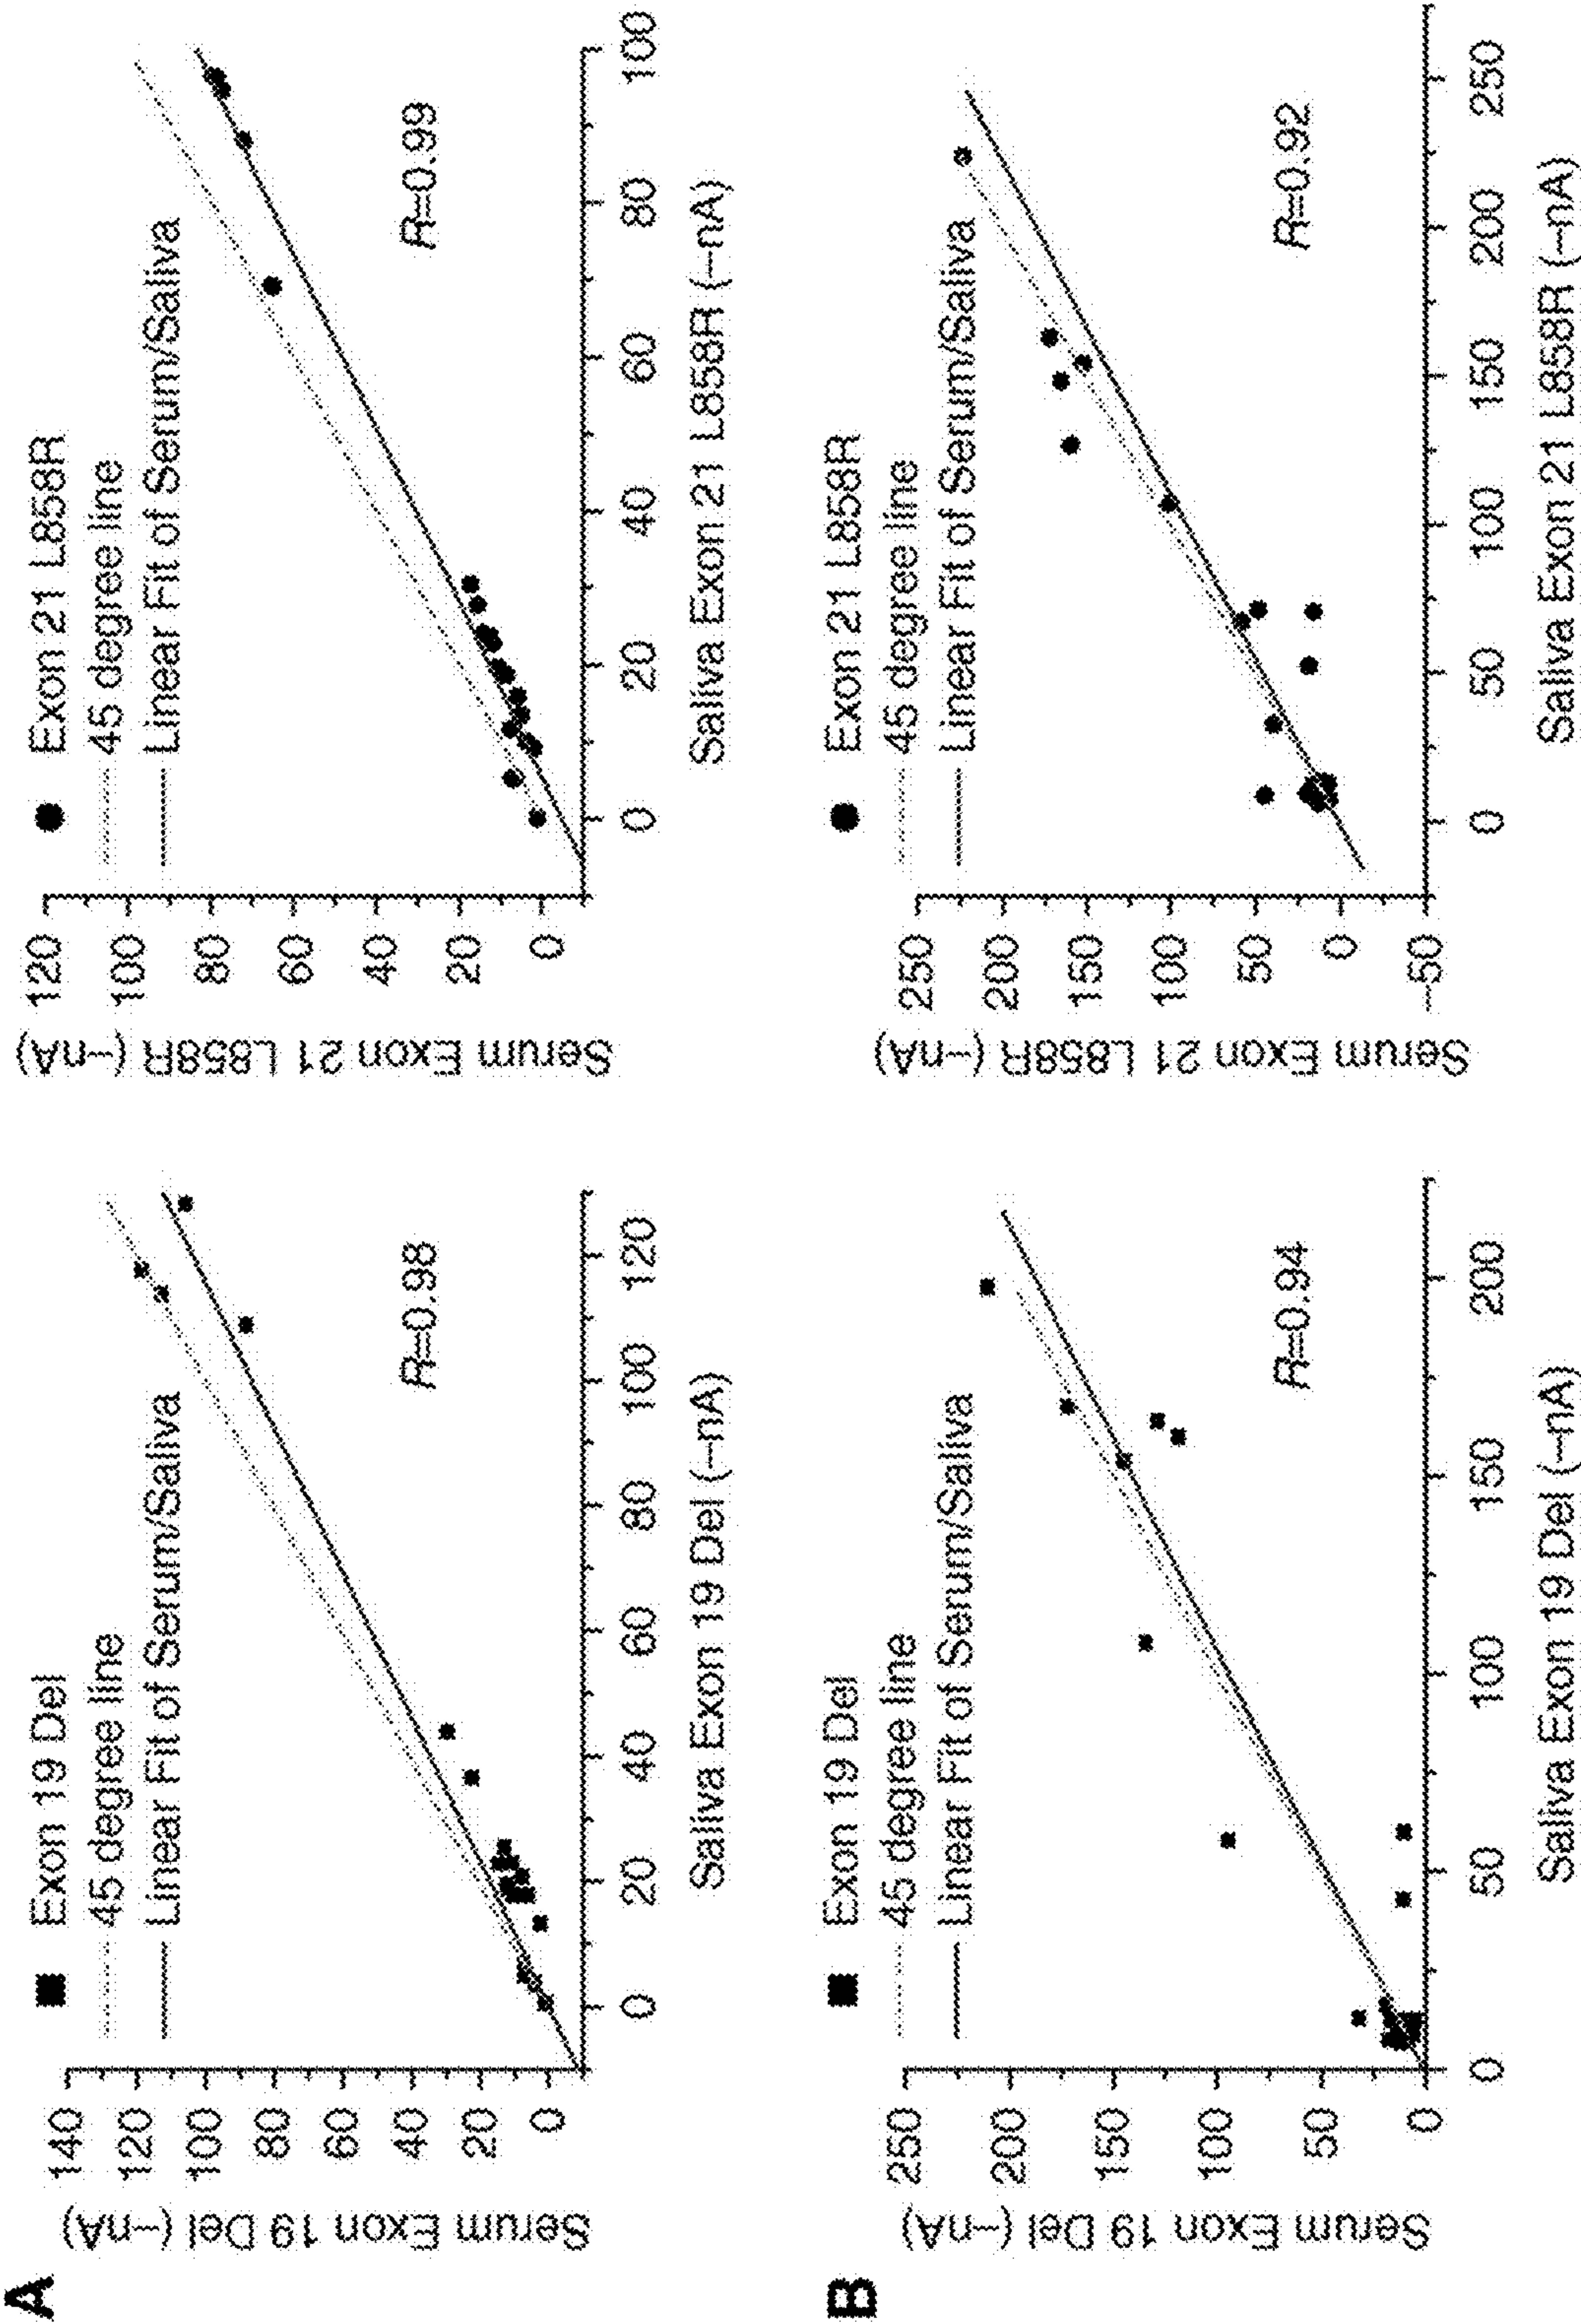 A
Exon 19 Del
45 degree line
Linear Fit of Serum/Saliva
Serum Exon 19 Del (–nA)
140
120
100
80
60
40
20
0
R=0.98
0 20 40 60 80 100 120
Saliva Exon 19 Del (–nA)
Exon 21 L858R
45 degree line
Linear Fit of Serum/Saliva
Serum Exon 21 L858R (–nA)
120
100
80
60
40
20
0
R=0.99
0 20 40 60 80 100
Saliva Exon 21 L858R (–nA)
B
Exon 19 Del
45 degree line
Linear Fit of Serum/Saliva
Serum Exon 19 Del (–nA)
250
200
150
100
50
0
R=0.94
0 50 100 150 200
Saliva Exon 19 Del (–nA)
Exon 21 L858R
45 degree line
Linear Fit of Serum/Saliva
Serum Exon 21 L858R (–nA)
250
200
150
100
50
0
–50
R=0.92
0 50 100 150 200 250
Saliva Exon 21 L858R (–nA)